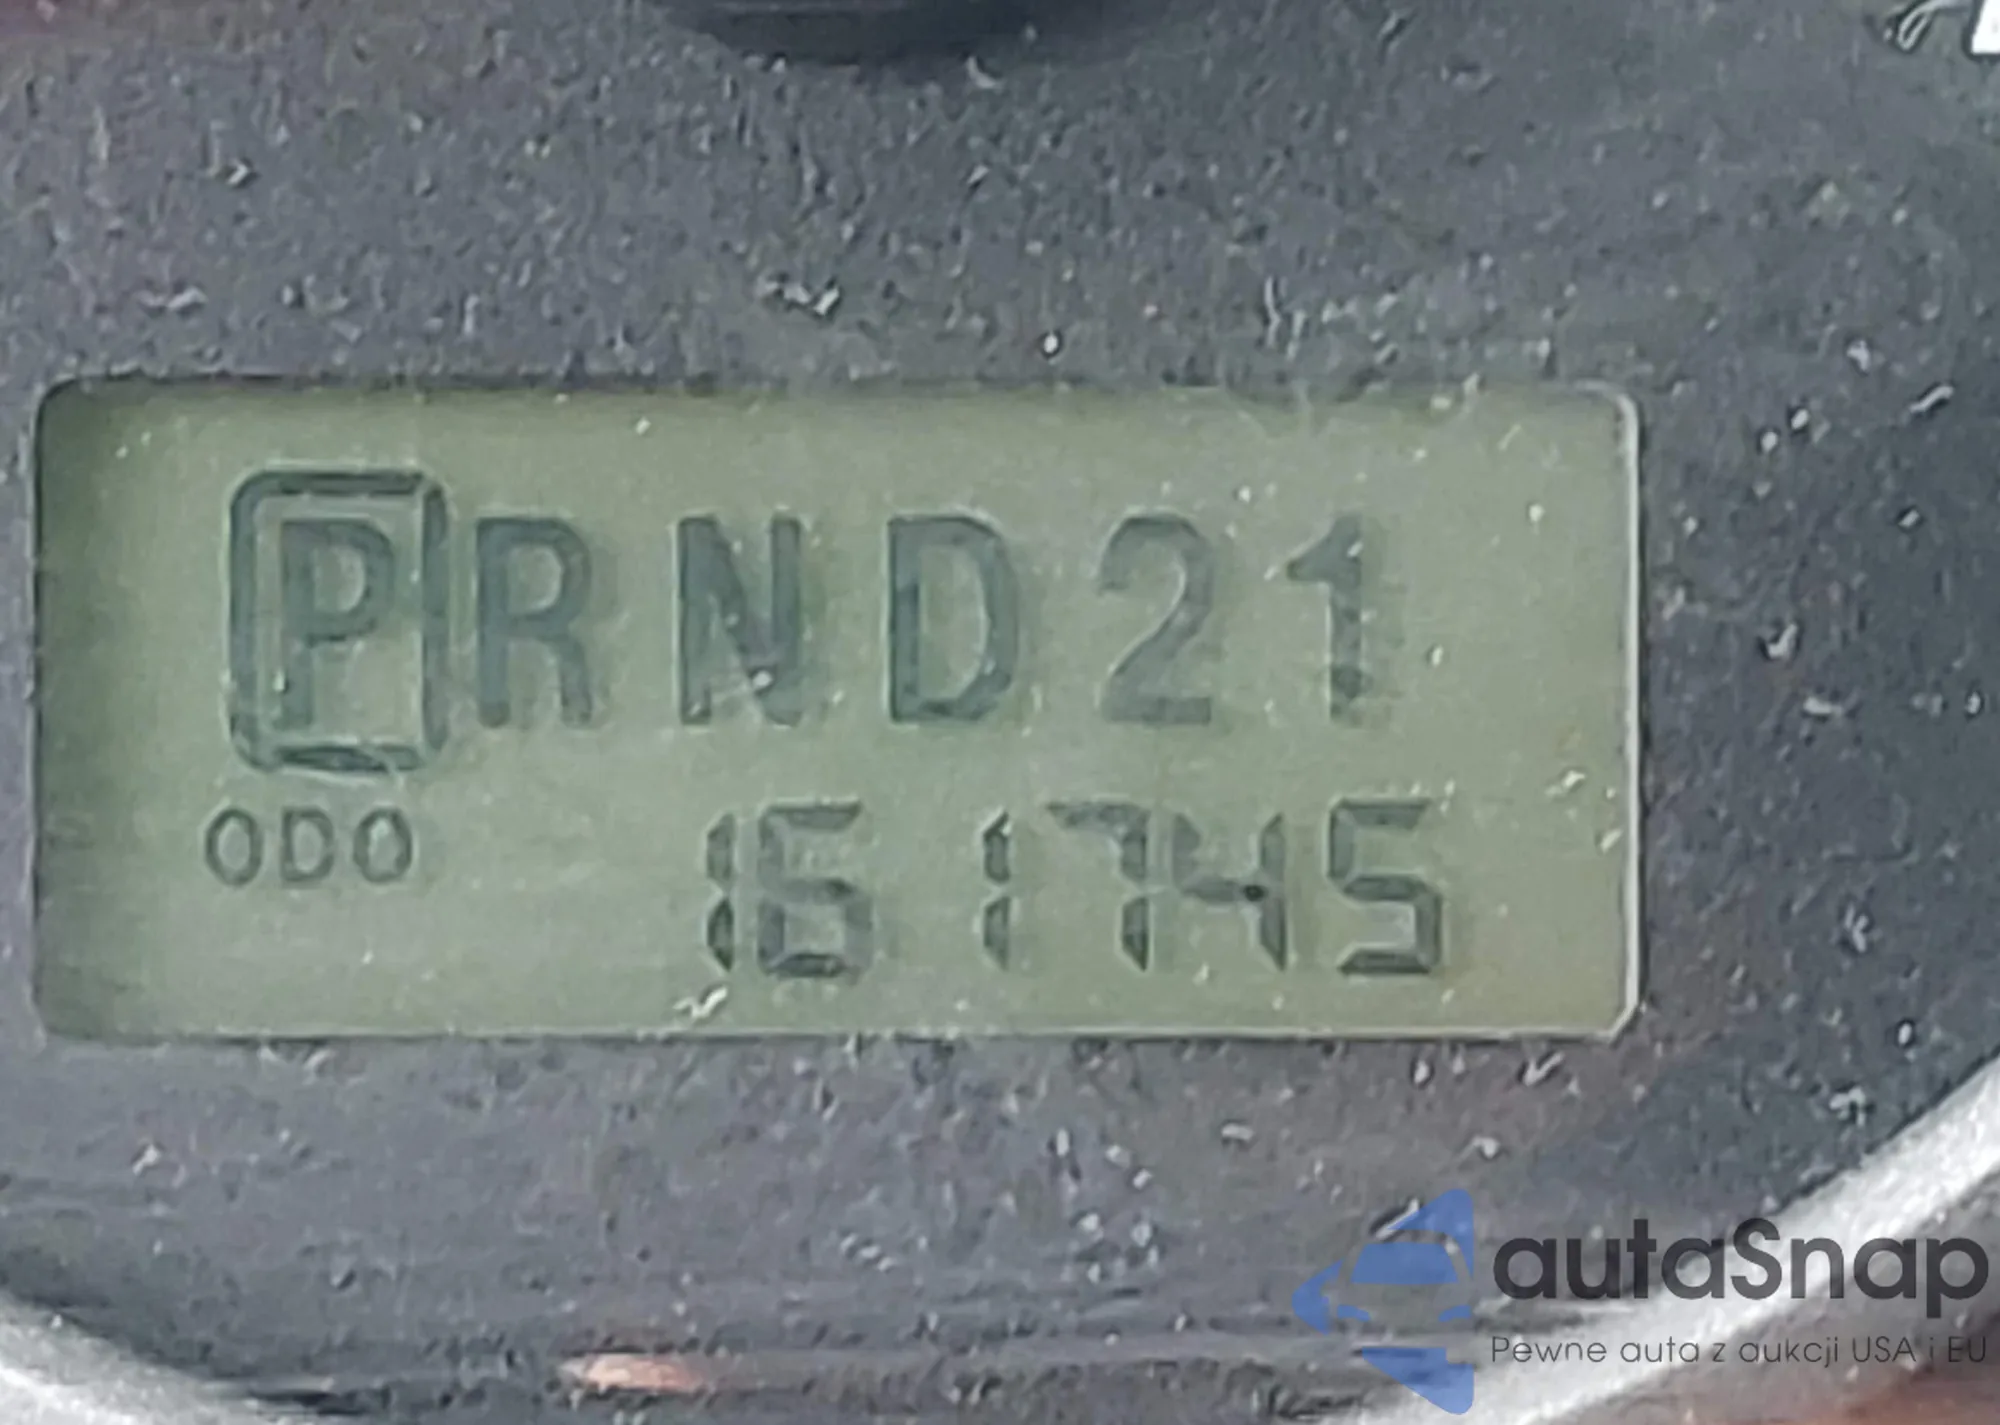 PRND21
ODO 161745
autaSnap
Pewne auta z aukcji USA i EU